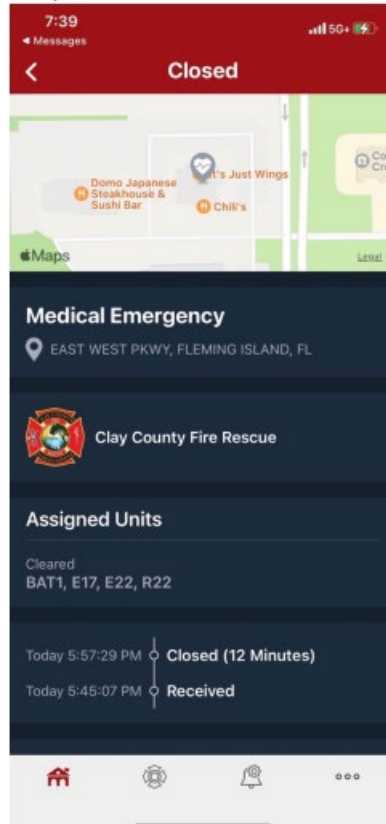 7:39
5G+
Messages
Closed
's Just Wings
Domo Japanese
Steakhouse &
Sushi Bar
Chili's
Co
Maps
Legal
Medical Emergency
EAST WEST PKWY, FLEMING ISLAND, FL
Clay County Fire Rescue
Assigned Units
Cleared
BAT1, E17, E22, R22
Today 5:57:29 PM Closed (12 Minutes)
Today 5:45:07 PM Received